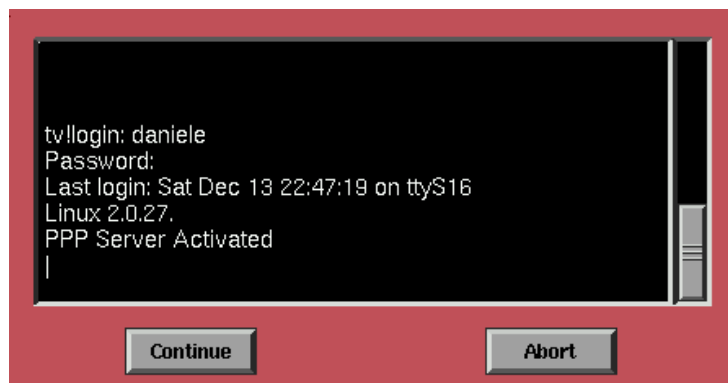 tv!login: daniele
Password:
Last login: Sat Dec 13 22:47:19 on ttyS16
Linux 2.0.27.
PPP Server Activated
Continue
Abort